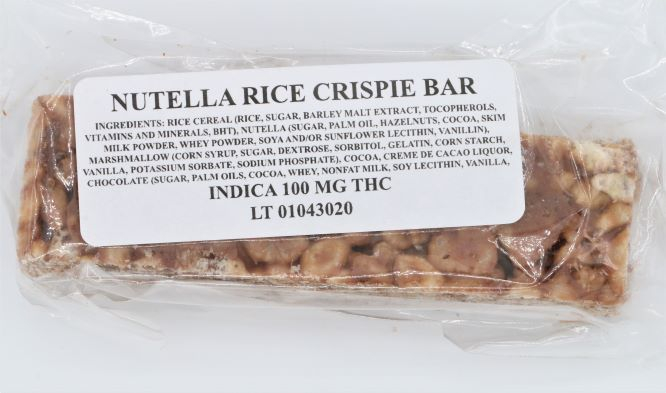 NUTELLA RICE CRISPIE BAR
INGREDIENTS: RICE CEREAL (RICE, SUGAR, BARLEY MALT EXTRACT, TOCOPHEROLS,
VITAMINS AND MINERALS, BHT), NUTELLA (SUGAR, PALM OIL, HAZELNUTS, COCOA, SKIM
MILK POWDER, WHEY POWDER, SOYA AND/OR SUNFLOWER LECITHIN, VANILLIN),
MARSHMALLOW (CORN SYRUP, SUGAR, DEXTROSE, SORBITOL, GELATIN, CORN STARCH,
VANILLA, POTASSIUM SORBATE, SODIUM PHOSPHATE), COCOA, CREME DE CACAO LIQUOR,
CHOCOLATE (SUGAR, PALM OILS, COCOA, WHEY, NONFAT MILK, SOY LECITHIN, VANILLA,
INDICA 100 MG THC
LT 01043020